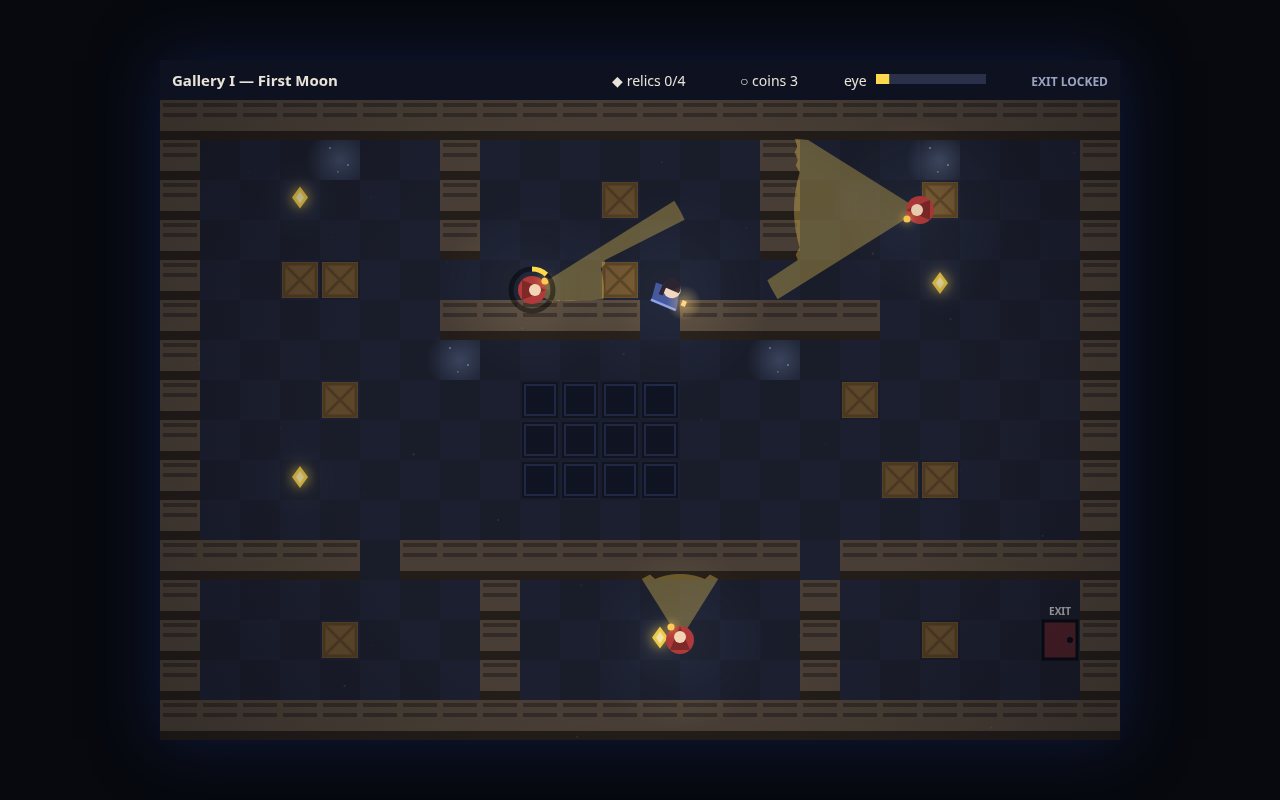 Gallery I — First Moon
◆ relics 0/4
○ coins 3
eye
EXIT LOCKED
EXIT